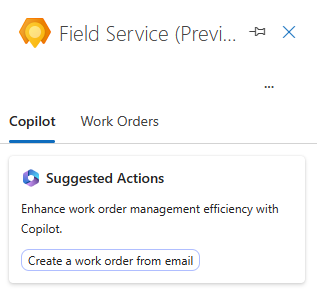 Field Service (Previ...
...
Copilot
Work Orders
Suggested Actions
Enhance work order management efficiency with
Copilot.
Create a work order from email